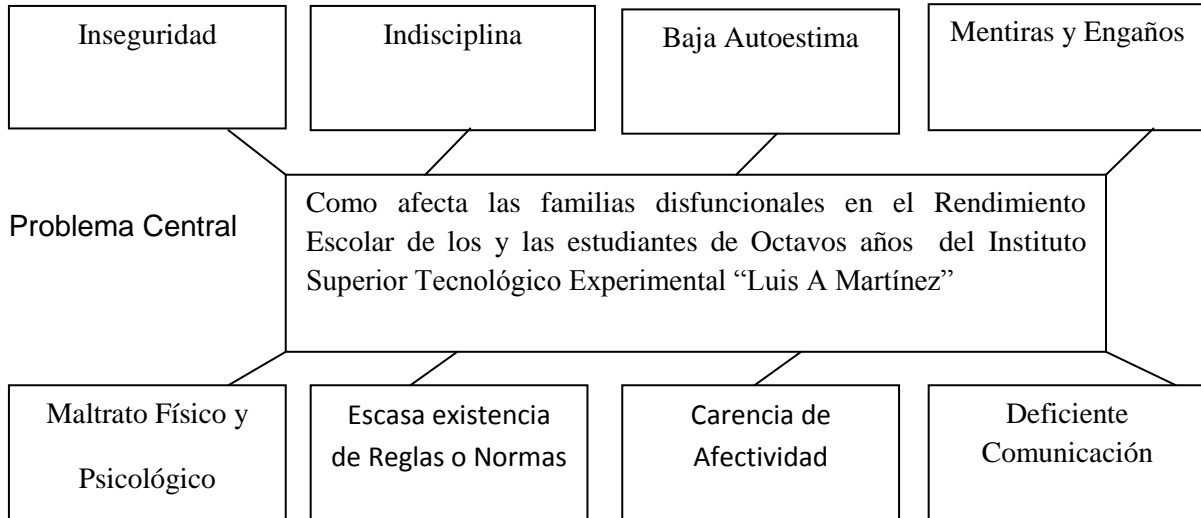 Inseguridad
Indisciplina
Baja Autoestima
Mentiras y Engaños
Problema Central
Como afecta las familias disfuncionales en el Rendimiento
Escolar de los y las estudiantes de Octavos años del Instituto
Superior Tecnológico Experimental “Luis A Martínez”
Maltrato Físico y
Psicológico
Escasa existencia
de Reglas o Normas
Carencia de
Afectividad
Deficiente
Comunicación